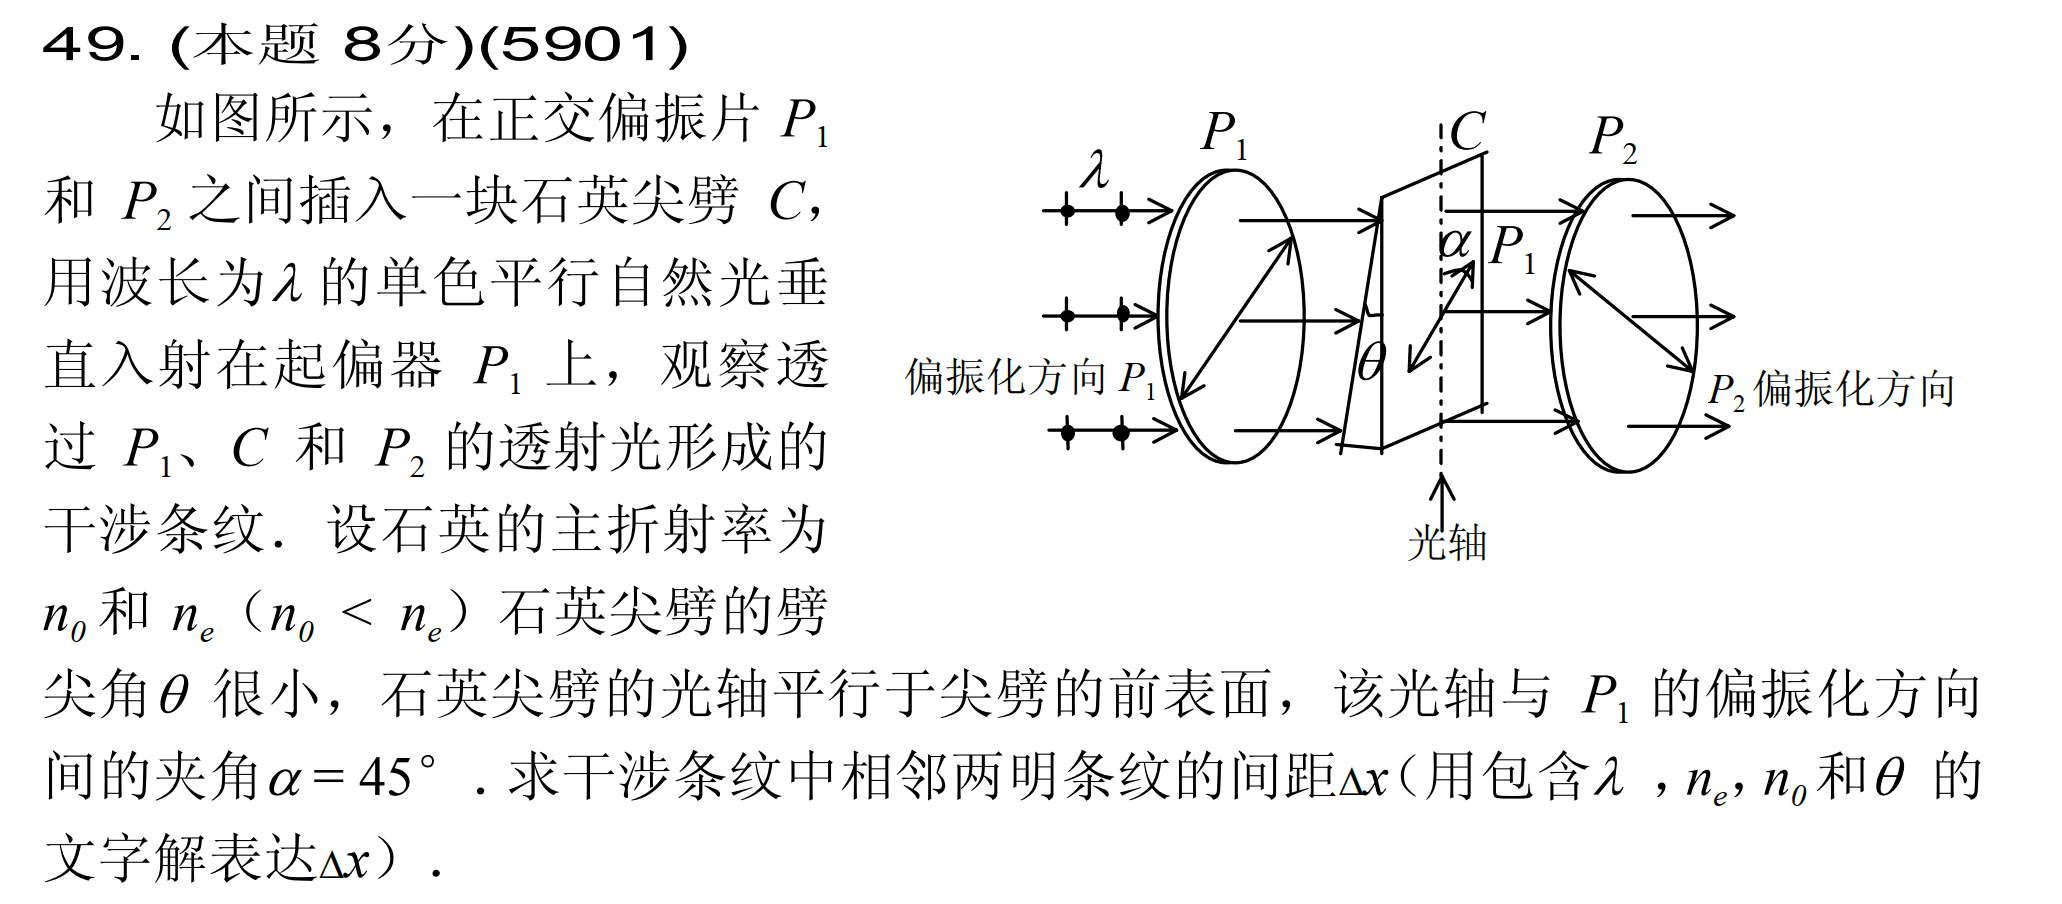 49. (本题 8分)(5901)
如图所示，在正交偏振片 P1
和 P2 之间插入一块石英尖劈 C，
用波长为λ 的单色平行自然光垂
直入射在起偏器 P1 上，观察透
过 P1、C 和 P2 的透射光形成的
干涉条纹．设石英的主折射率为
n0 和 ne（n0 < ne）石英尖劈的劈
尖角θ 很小，石英尖劈的光轴平行于尖劈的前表面，该光轴与 P1 的偏振化方向
间的夹角α = 45°．求干涉条纹中相邻两明条纹的间距Δx（用包含λ ，ne，n0和θ 的
文字解表达Δx）．
λ
P1
C
P2
α
P1
θ
偏振化方向 P1
P2 偏振化方向
光轴